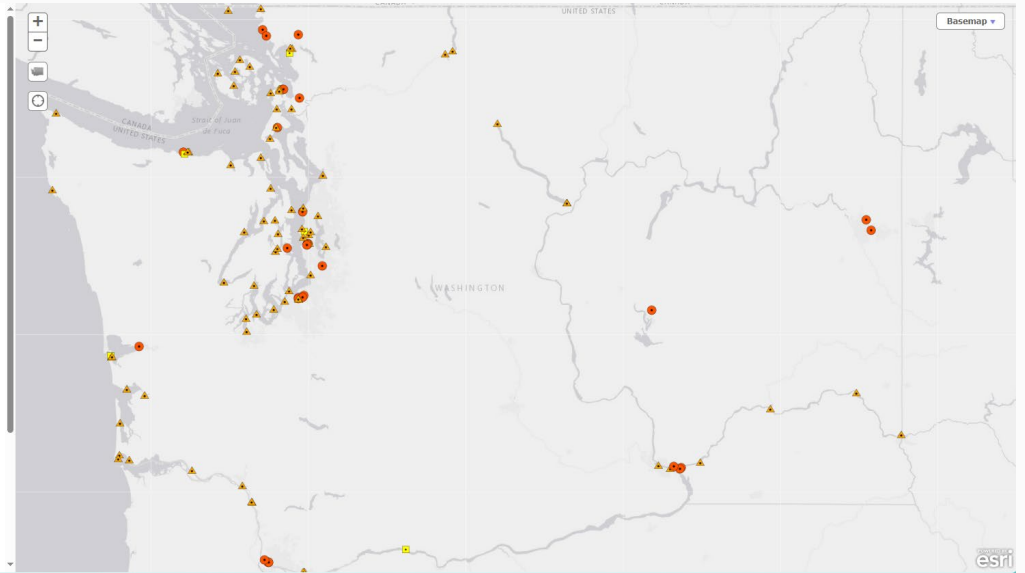 UNITED STATES
+
Basemap ▼
−
CANADA
UNITED STATES
Strait of Juan
de Fuca
WASHINGTON
esri